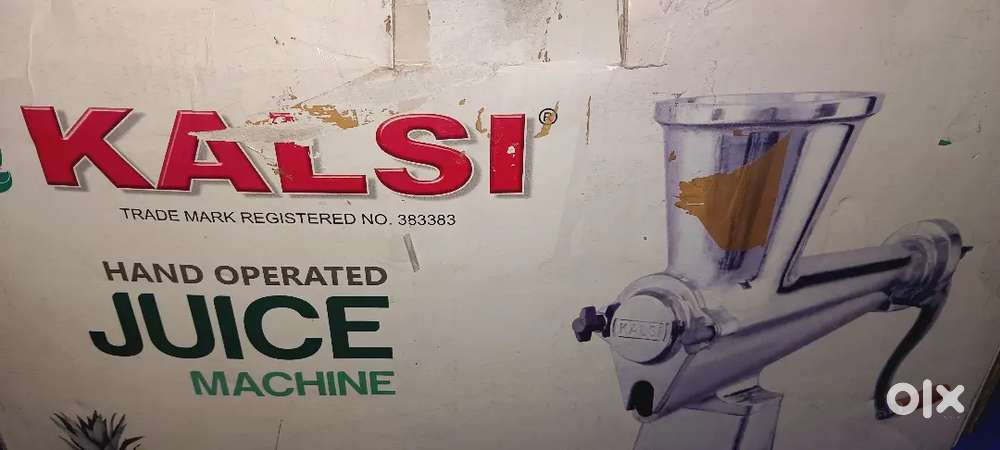 KALSI®
TRADE MARK REGISTERED NO. 383383
HAND OPERATED
JUICE
MACHINE
KALSI
OLX